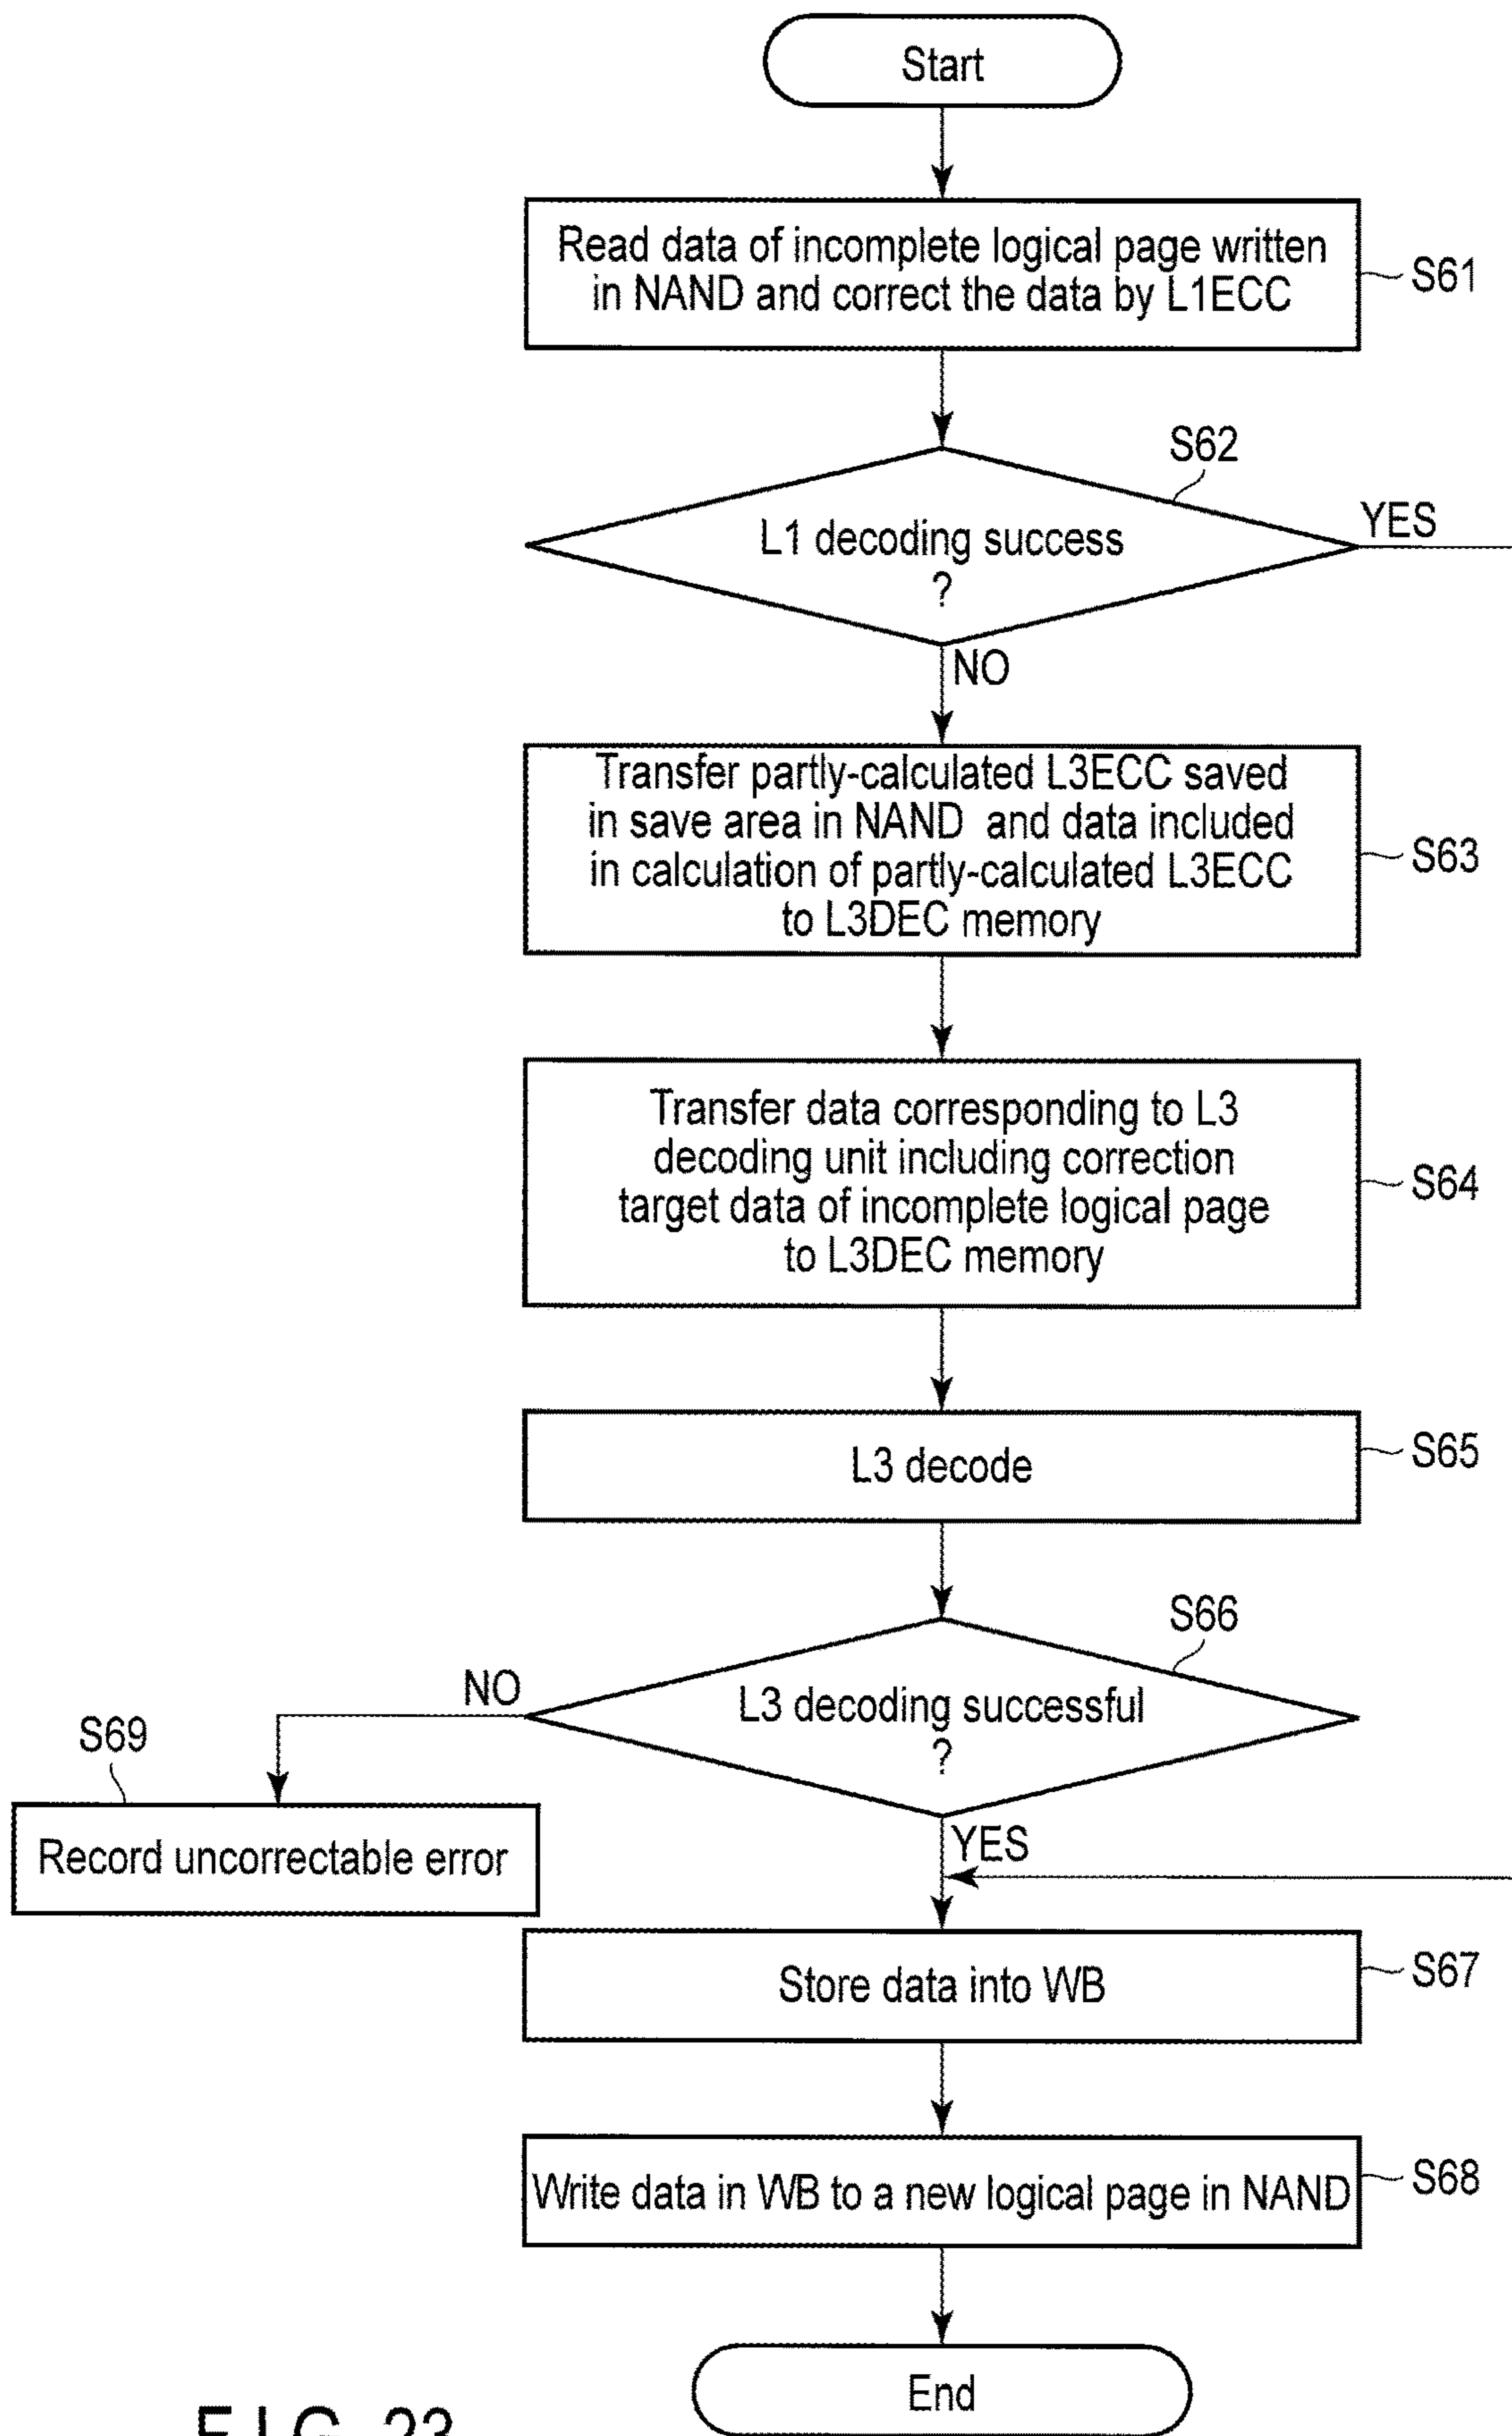 Start
Read data of incomplete logical page written
in NAND and correct the data by L1ECC
S61
S62
L1 decoding success
?
YES
NO
Transfer partly-calculated L3ECC saved
in save area in NAND and data included
in calculation of partly-calculated L3ECC
to L3DEC memory
S63
Transfer data corresponding to L3
decoding unit including correction
target data of incomplete logical page
to L3DEC memory
S64
L3 decode
S65
S66
L3 decoding successful
?
NO
S69
Record uncorrectable error
YES
Store data into WB
S67
Write data in WB to a new logical page in NAND
S68
End
FIG. 23